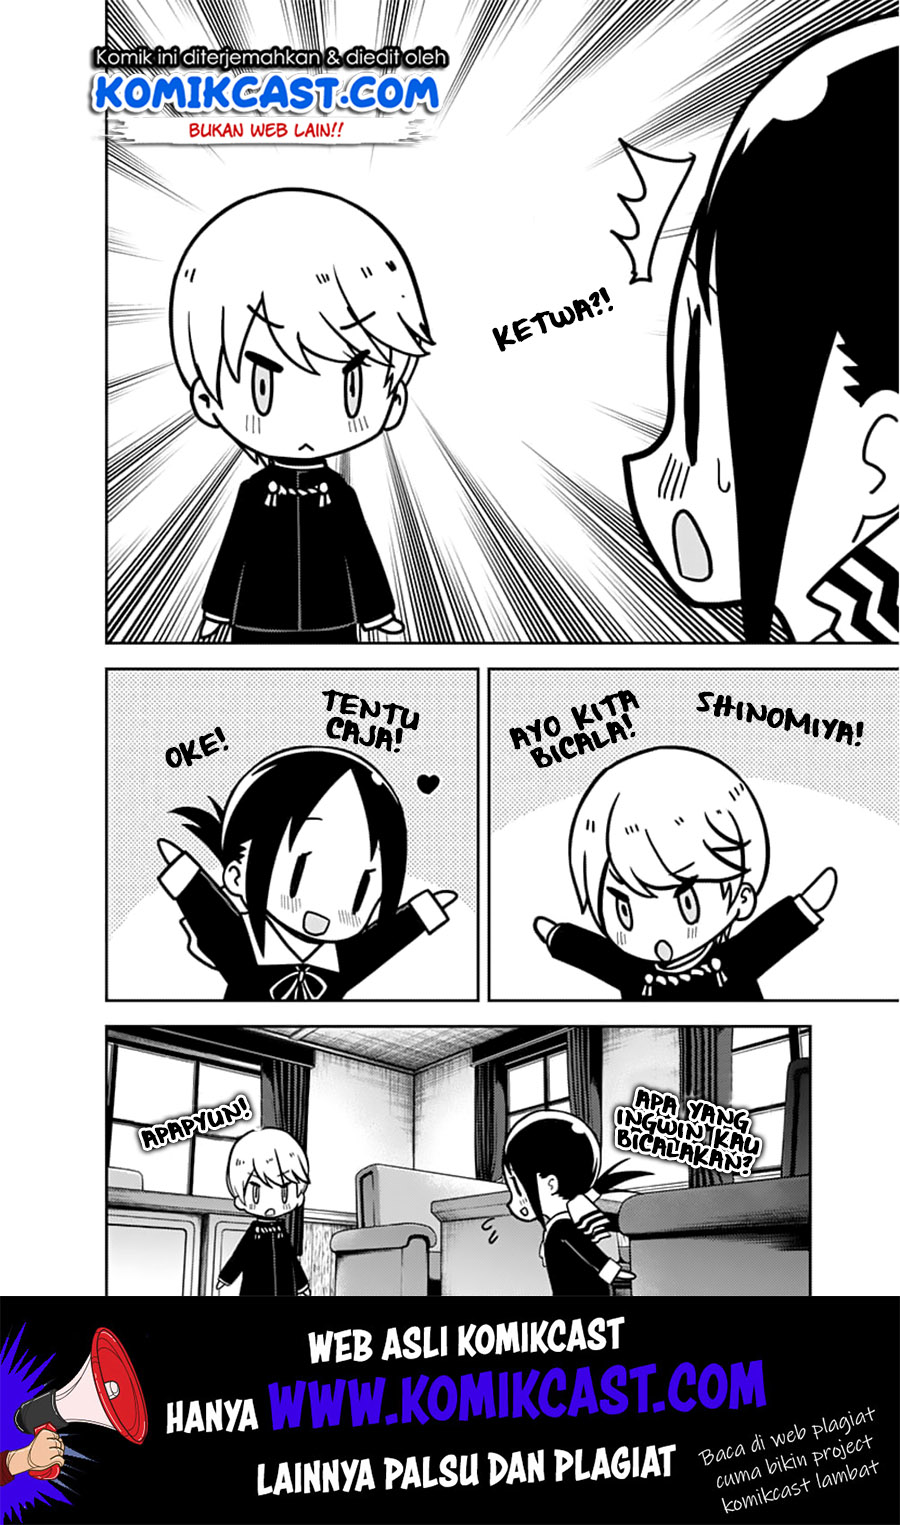 Komik ini diterjemahkan & diedit oleh
KOMIKCAST.COM
BUKAN WEB LAIN!!
KETWA?!
SHINOMIYA!
AYO KITA
BICALA!
TENTU
CAJA!
OKE!
APA YANG
INGWIN KAU
BICALAKAN?
APAPYUN!
WEB ASLI KOMIKCAST
HANYA WWW.KOMIKCAST.COM
LAINNYA PALSU DAN PLAGIAT
Baca di web plagiat
cuma bikin project
komikcast lambat